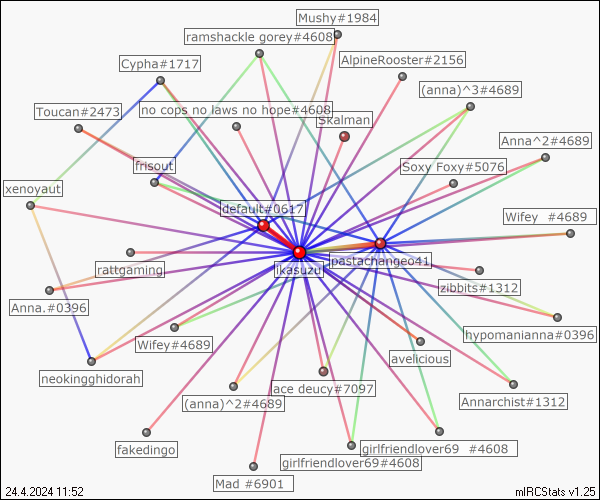 Mushy#1984
ramshackle gorey#4608
AlpineRooster#2156
Cypha#1717
(anna)^3#4689
Toucan#2473
no cops no laws no hope#4608
Skalman
Anna^2#4689
frisout
Soxy Foxy#5076
xenoyaut
default#0617
Wifey #4689
rattgaming
ikasuzu
pastachangeo41
zibbits#1312
Anna.#0396
hypomanianna#0396
Wifey#4689
avelicious
neokingghidorah
ace deucy#7097
(anna)^2#4689
Annarchist#1312
fakedingo
girlfriendlover69 #4608
girlfriendlover69#4608
Mad #6901
24.4.2024 11:52
mIRCStats v1.25